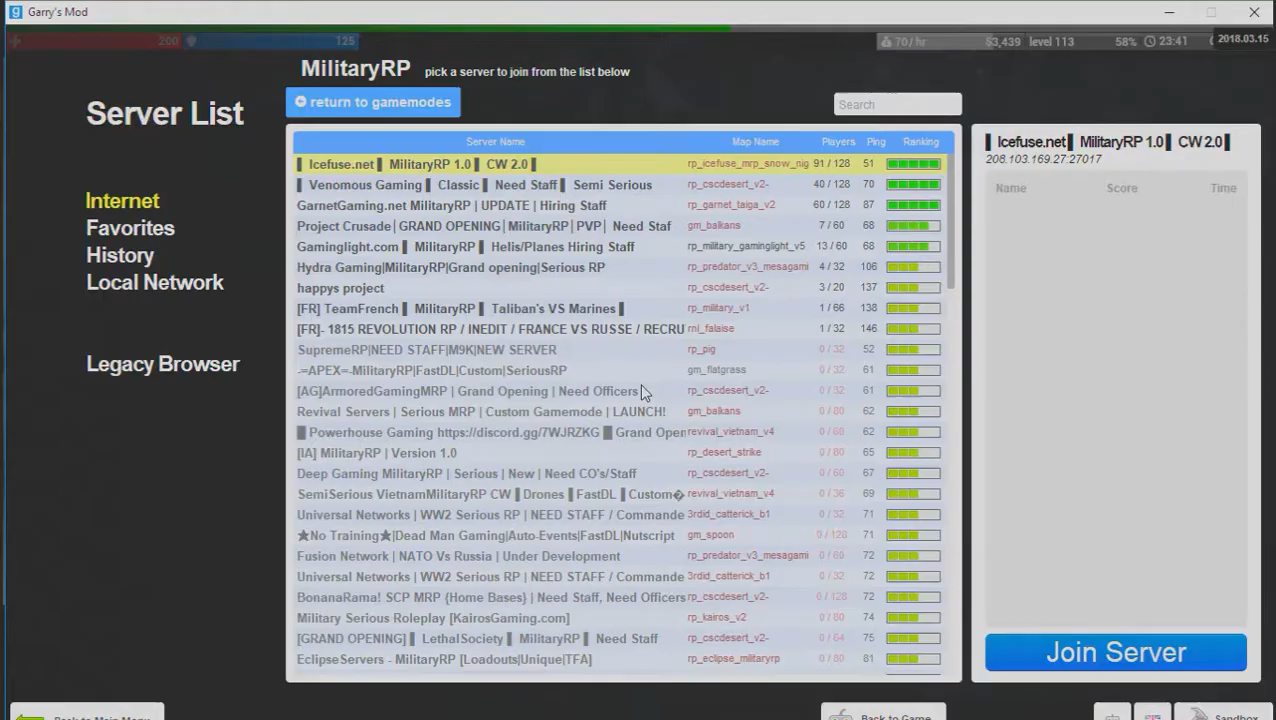 Garry's Mod
200
125
70/ hr
$3,439
level 113
58%
23:41
2018.03.15
MilitaryRP
pick a server to join from the list below
return to gamemodes
Search
Server List
Internet
Favorites
History
Local Network
Legacy Browser
Server Name Map Name Players Ping Ranking
▌Icefuse.net ▌ MilitaryRP 1.0 ▌ CW 2.0 ▌ rp_icefuse_mrp_snow_nig 91 / 128 51
▌Venomous Gaming ▌ Classic ▌ Need Staff ▌ Semi Serious rp_cscdesert_v2- 40 / 128 70
GarnetGaming.net MilitaryRP | UPDATE | Hiring Staff rp_garnet_taiga_v2 60 / 128 87
Project Crusade | GRAND OPENING | MilitaryRP | PVP | Need Staf gm_balkans 7 / 60 68
Gaminglight.com ▌ MilitaryRP ▌ Helis/Planes Hiring Staff rp_military_gaminglight_v5 13 / 60 68
Hydra Gaming|MilitaryRP|Grand opening|Serious RP rp_predator_v3_mesagami 4 / 32 106
happys project rp_cscdesert_v2- 3 / 20 137
[FR] TeamFrench ▌ MilitaryRP ▌ Taliban's VS Marines ▌ rp_military_v1 1 / 66 138
[FR]- 1815 REVOLUTION RP / INEDIT / FRANCE VS RUSSE / RECRU rni_falaise 1 / 32 146
SupremeRP|NEED STAFF|M9K|NEW SERVER rp_pig 0 / 32 52
-=APEX=-MilitaryRP|FastDL|Custom|SeriousRP gm_flatgrass 0 / 32 61
[AG]ArmoredGamingMRP | Grand Opening | Need Officers rp_cscdesert_v2- 0 / 32 61
Revival Servers | Serious MRP | Custom Gamemode | LAUNCH! gm_balkans 0 / 80 62
█ Powerhouse Gaming https://discord.gg/7WJRZKG █ Grand Open revival_vietnam_v4 0 / 60 62
[IA] MilitaryRP | Version 1.0 rp_desert_strike 0 / 80 65
Deep Gaming MilitaryRP | Serious | New | Need CO's/Staff rp_cscdesert_v2- 0 / 60 67
SemiSerious VietnamMilitaryRP CW ▌Drones ▌FastDL ▌Custom� revival_vietnam_v4 0 / 36 69
Universal Networks | WW2 Serious RP | NEED STAFF / Commande 3rdid_catterick_b1 0 / 32 71
★No Training★|Dead Man Gaming|Auto-Events|FastDL|Nutscript gm_spoon 0 / 120 71
Fusion Network | NATO Vs Russia | Under Development rp_predator_v3_mesagami 0 / 60 72
Universal Networks | WW2 Serious RP | NEED STAFF / Commande 3rdid_catterick_b1 0 / 32 72
BonanaRama! SCP MRP {Home Bases} | Need Staff, Need Officers rp_cscdesert_v2- 0 / 128 72
Military Serious Roleplay [KairosGaming.com] rp_kairos_v2 0 / 60 74
[GRAND OPENING] ▌ LethalSociety ▌ MilitaryRP ▌ Need Staff rp_cscdesert_v2- 0 / 64 75
EclipseServers - MilitaryRP [Loadouts|Unique|TFA] rp_eclipse_militaryrp 0 / 80 81
▌Icefuse.net ▌ MilitaryRP 1.0 ▌ CW 2.0 ▌
208.103.169.27:27017
Name Score Time
Join Server
Back to Main Menu
Back to Game
Sandbox